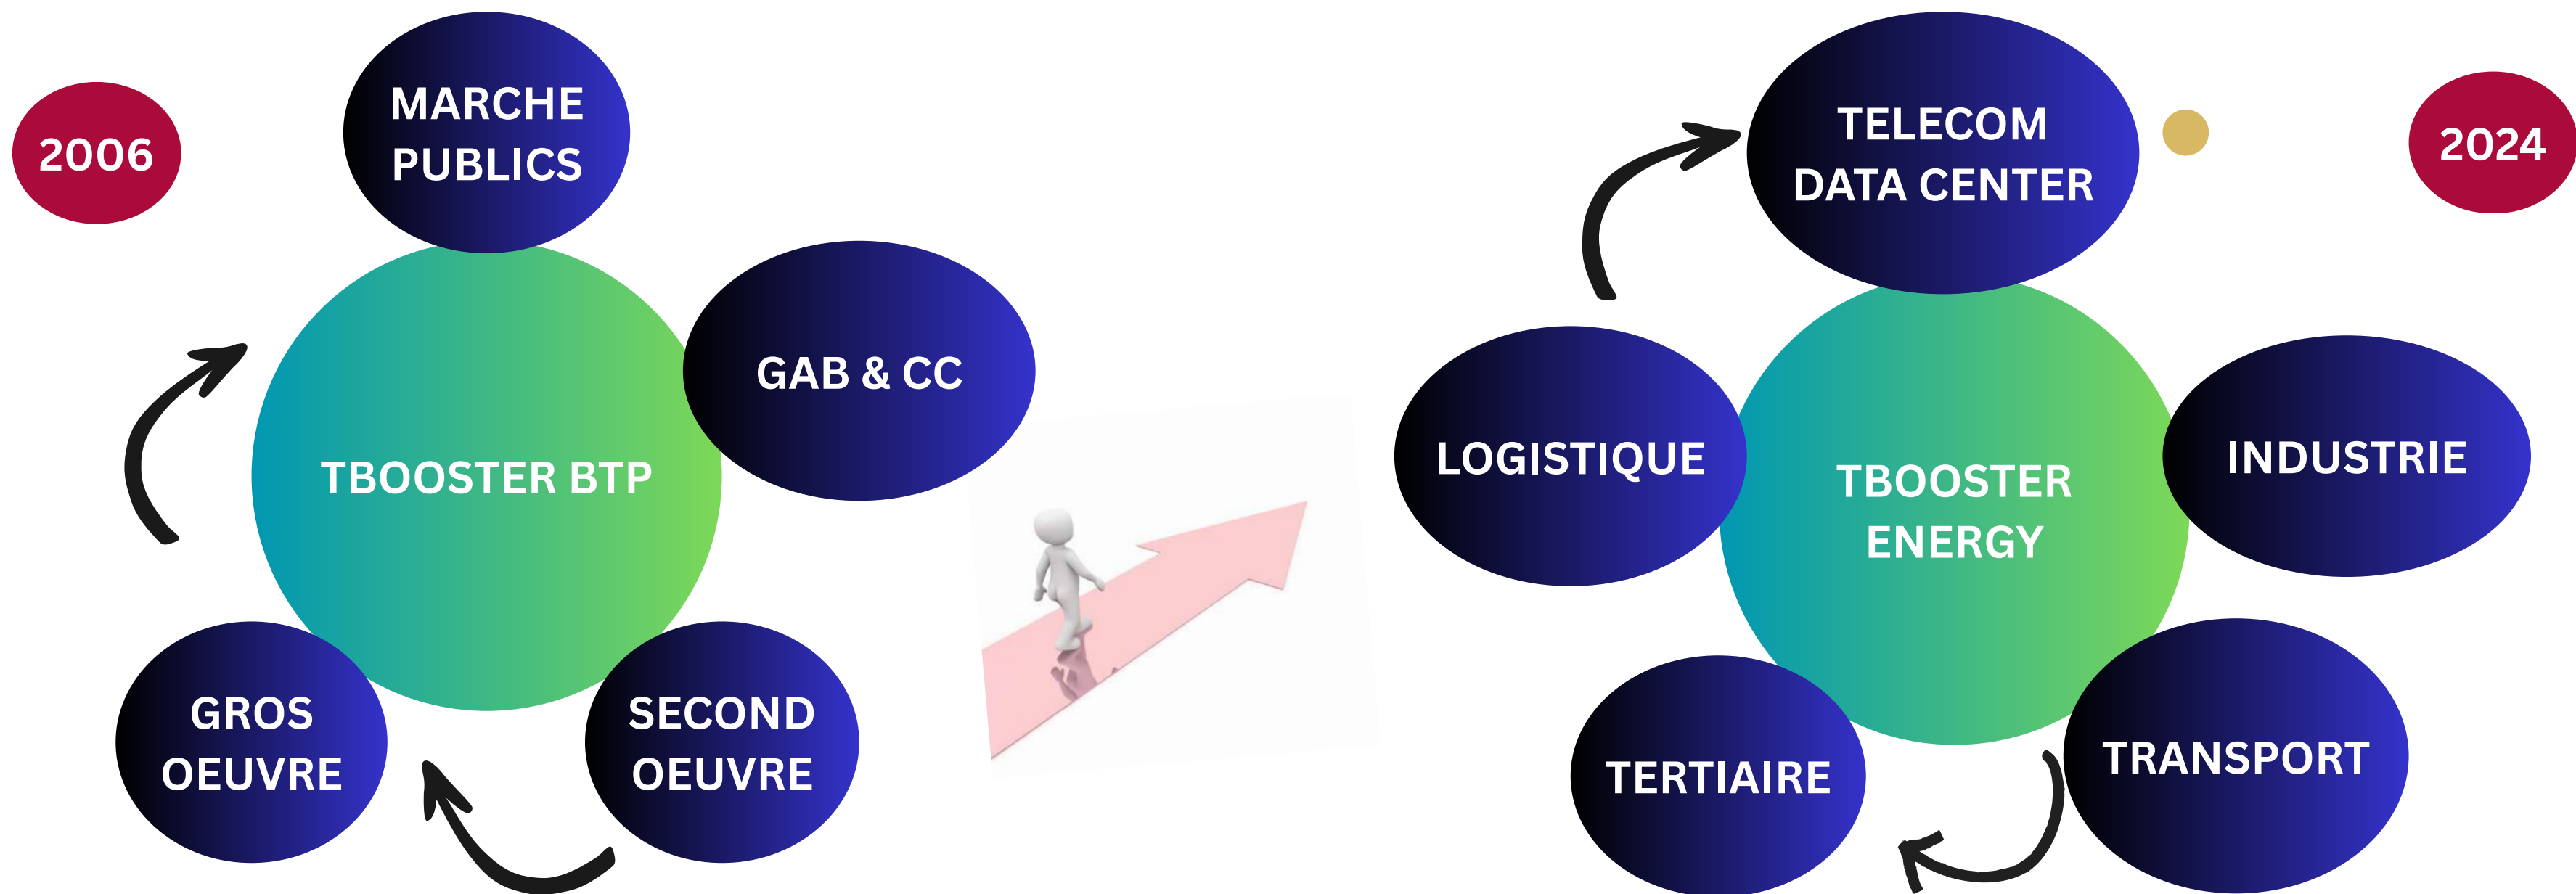 2006
MARCHE
PUBLICS
GAB & CC
TBOOSTER BTP
GROS
OEUVRE
SECOND
OEUVRE
TELECOM
DATA CENTER
2024
LOGISTIQUE
TBOOSTER
ENERGY
INDUSTRIE
TERTIAIRE
TRANSPORT